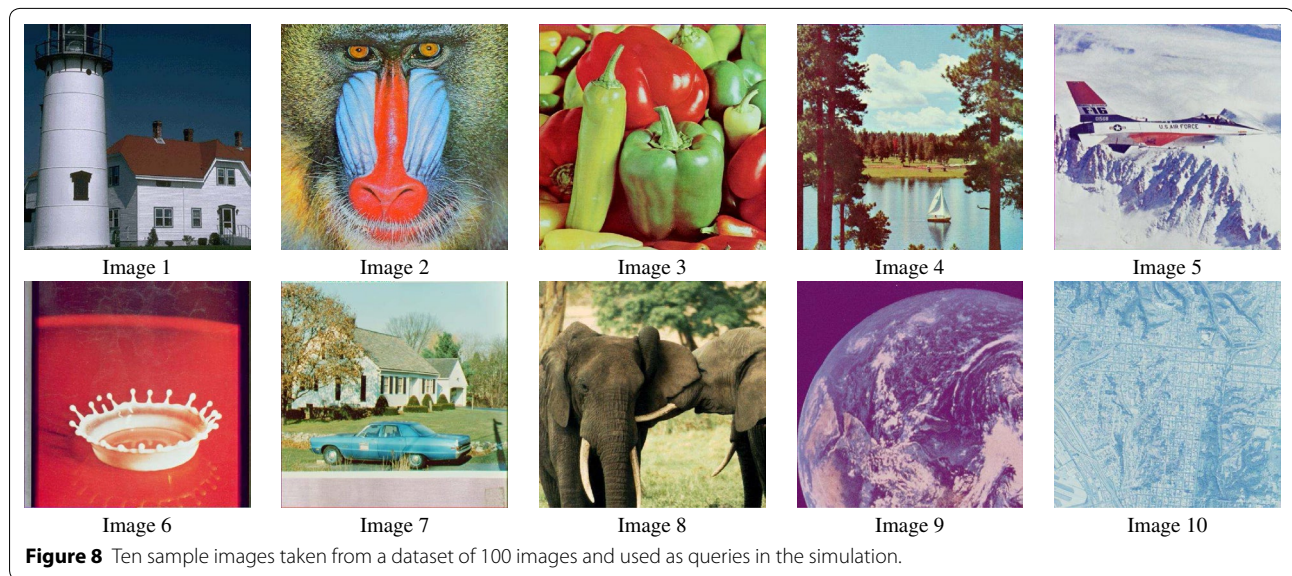 F-16
U.S. AIR FORCE
Image 1 Image 2 Image 3 Image 4 Image 5
Image 6 Image 7 Image 8 Image 9 Image 10
Figure 8 Ten sample images taken from a dataset of 100 images and used as queries in the simulation.